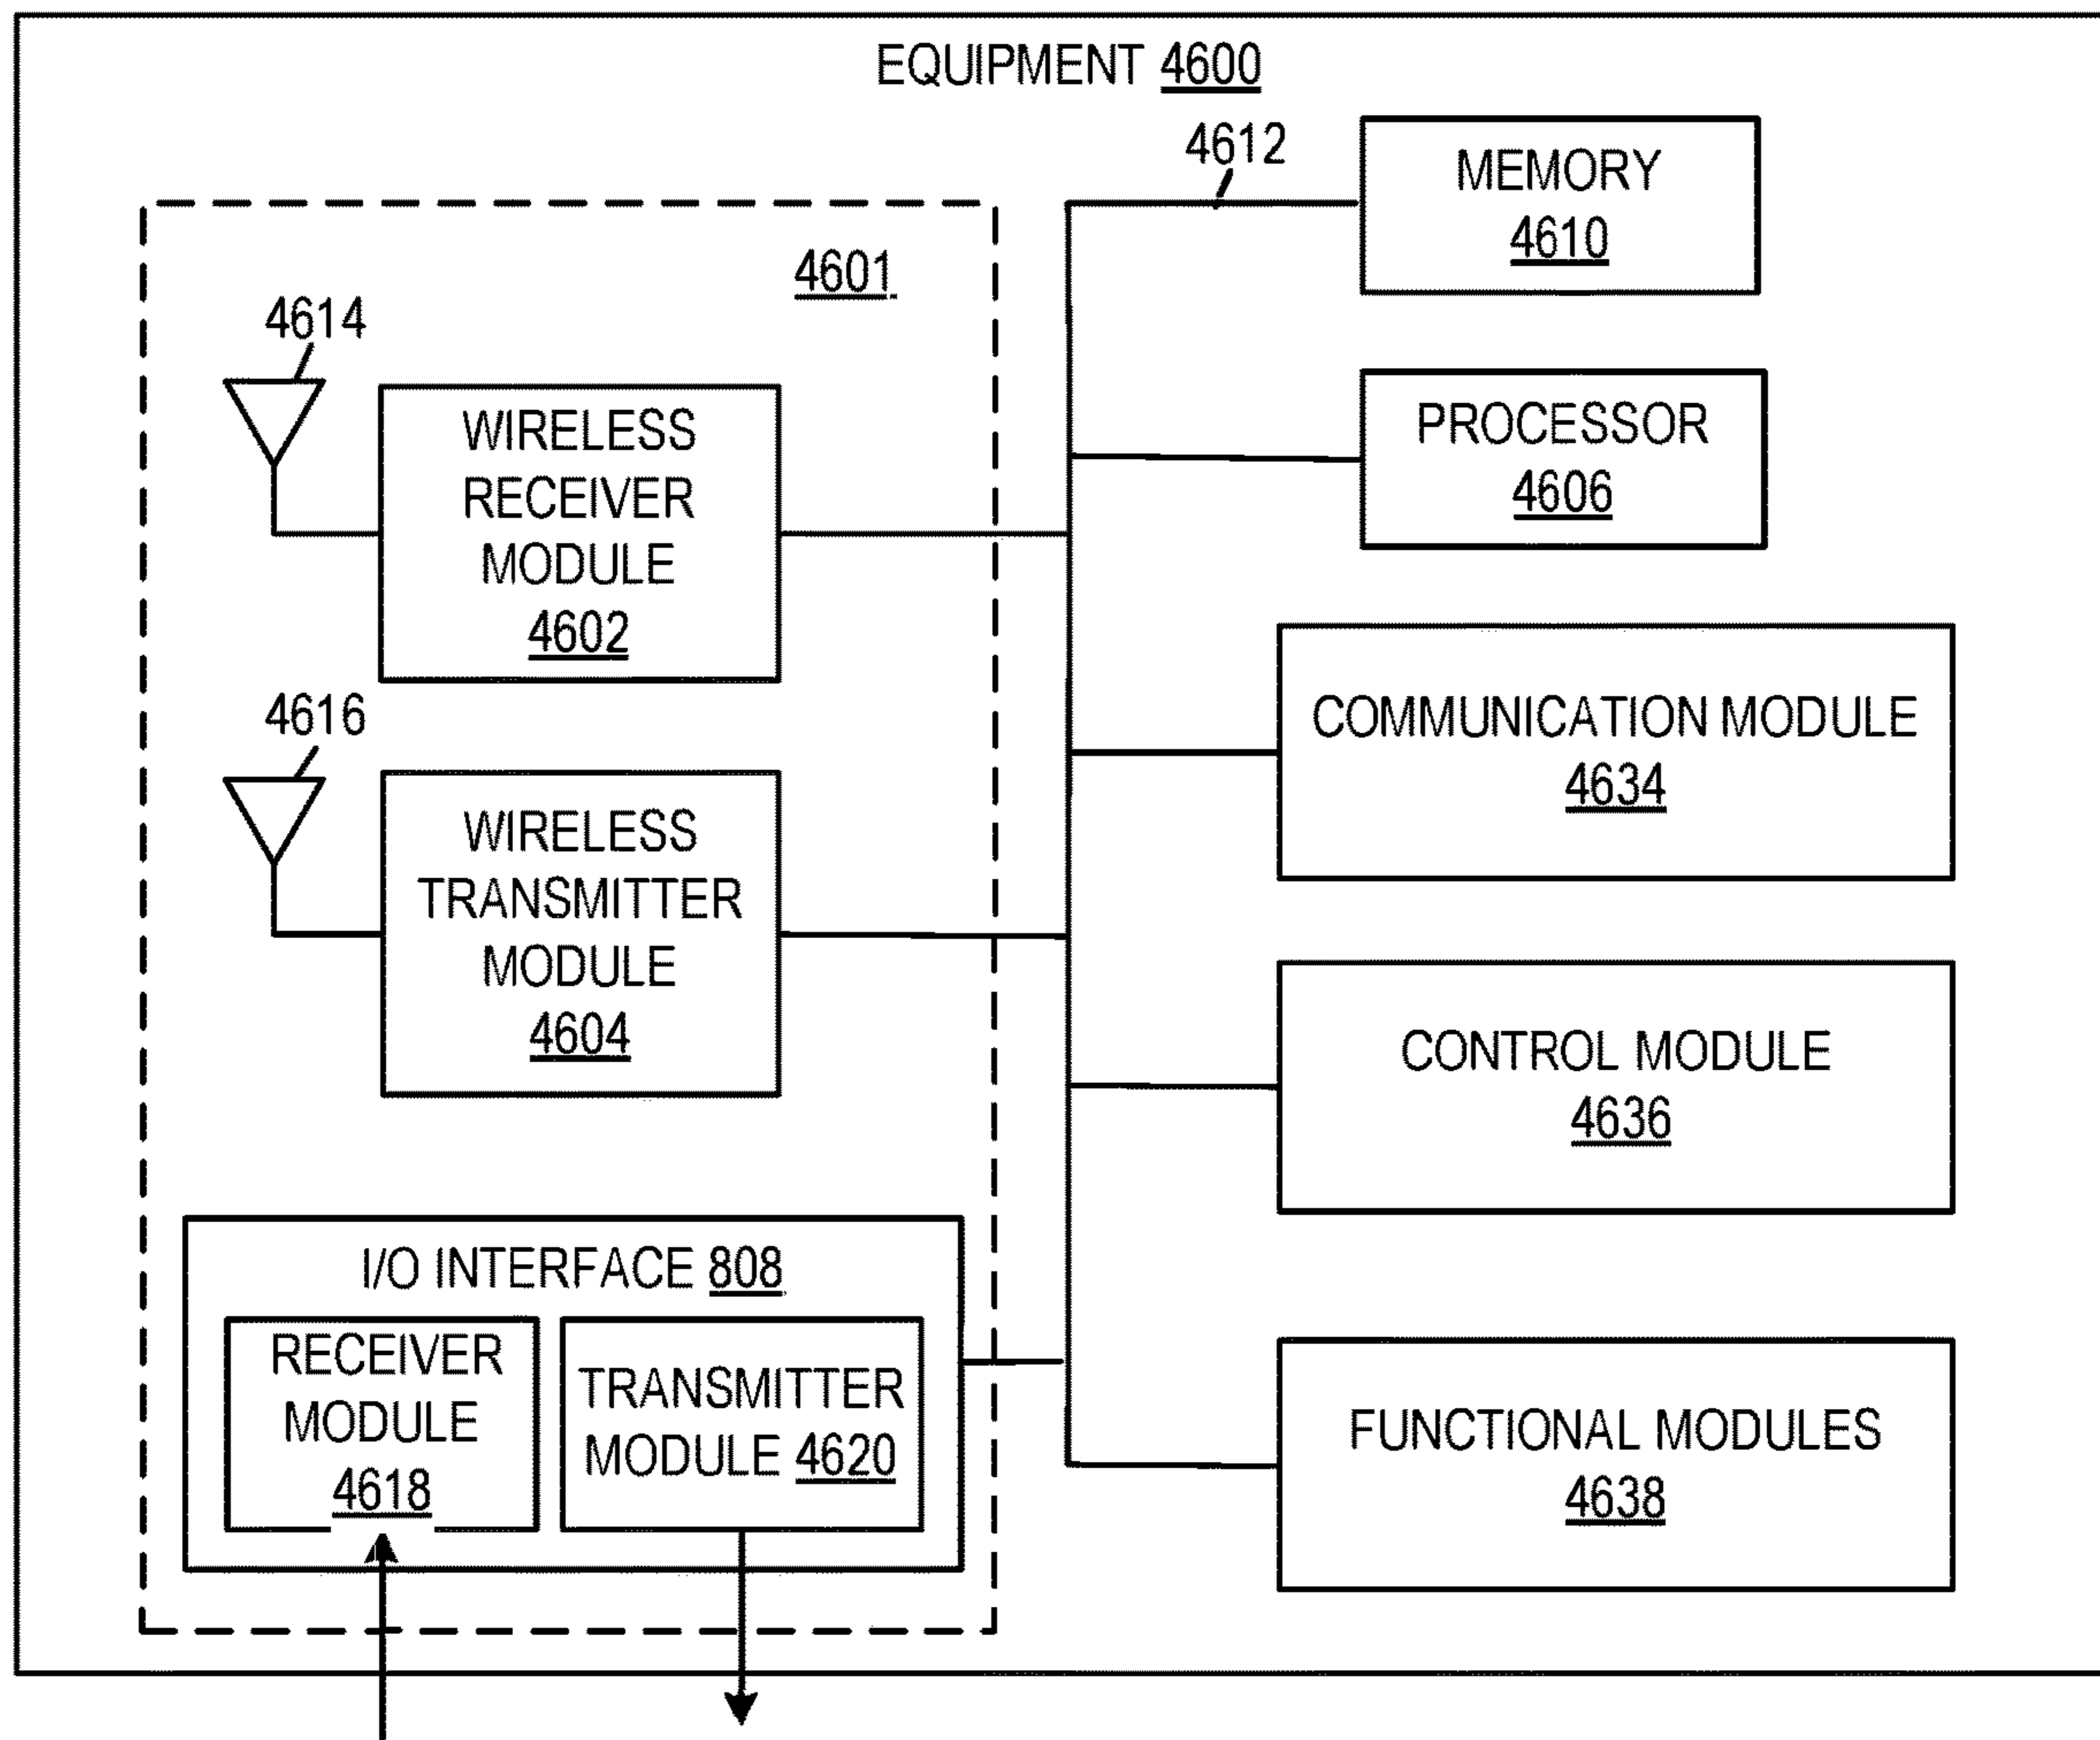 EQUIPMENT 4600
4612
MEMORY
4610
4601
4614
WIRELESS
RECEIVER
MODULE
4602
PROCESSOR
4606
4616
WIRELESS
TRANSMITTER
MODULE
4604
COMMUNICATION MODULE
4634
CONTROL MODULE
4636
I/O INTERFACE 808
RECEIVER
MODULE
4618
TRANSMITTER
MODULE 4620
FUNCTIONAL MODULES
4638